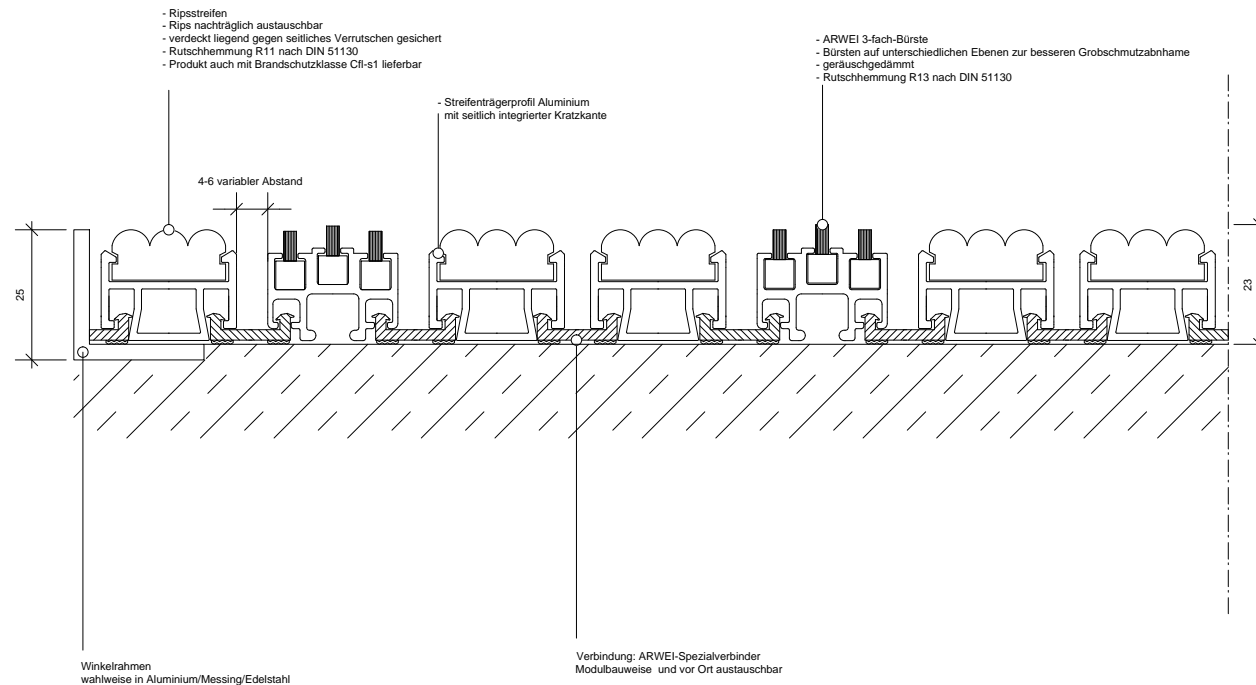 - Ripsstreifen
- Rips nachträglich austauschbar
- verdeckt liegend gegen seitliches Verrutschen gesichert
- Rutschhemmung R11 nach DIN 51130
- Produkt auch mit Brandschutzklasse Cfl-s1 lieferbar
- ARWEI 3-fach-Bürste
- Bürsten auf unterschiedlichen Ebenen zur besseren Grobschmutzabnhame
- geräuschgedämmt
- Rutschhemmung R13 nach DIN 51130
- Streifenträgerprofil Aluminium
mit seitlich integrierter Kratzkante
4-6 variabler Abstand
25
23
Winkelrahmen
wahlweise in Aluminium/Messing/Edelstahl
Verbindung: ARWEI-Spezialverbinder
Modulbauweise und vor Ort austauschbar